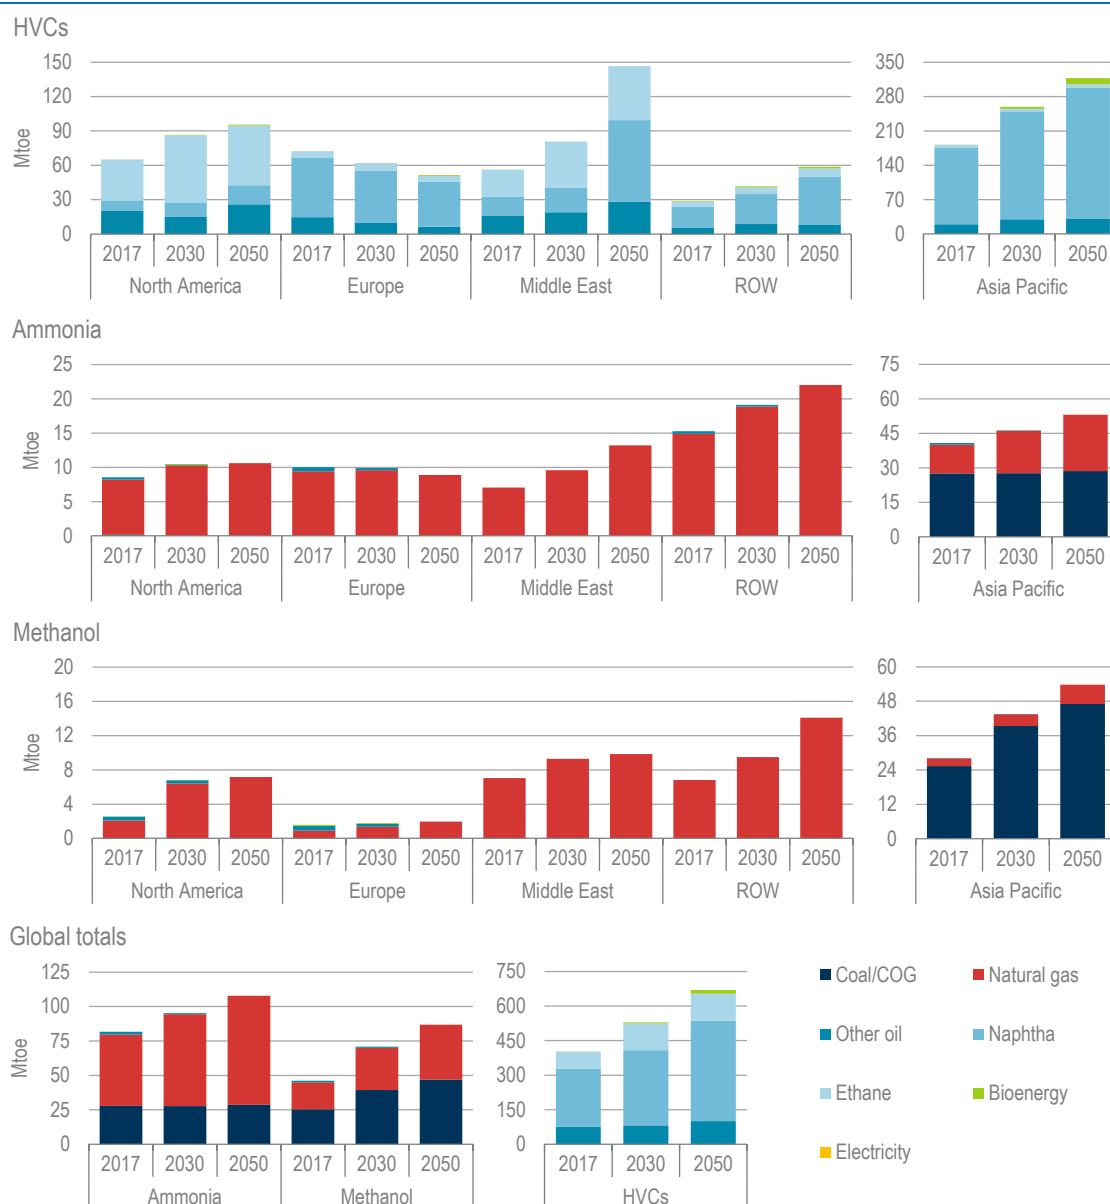 HVCs
150 350
120 280
90 210
Mtoe
60 140
30 70
0 0
2017 2030 2050 2017 2030 2050 2017 2030 2050 2017 2030 2050 2017 2030 2050
North America Europe Middle East ROW Asia Pacific
Ammonia
25 75
20 60
15 45
Mtoe
10 30
5 15
0 0
2017 2030 2050 2017 2030 2050 2017 2030 2050 2017 2030 2050 2017 2030 2050
North America Europe Middle East ROW Asia Pacific
Methanol
20 60
16 48
12 36
Mtoe
8 24
4 12
0 0
2017 2030 2050 2017 2030 2050 2017 2030 2050 2017 2030 2050 2017 2030 2050
North America Europe Middle East ROW Asia Pacific
Global totals
125 750
100 600
75 450
Mtoe
50 300
25 150
0 0
2017 2030 2050 2017 2030 2050 2017 2030 2050
Ammonia Methanol HVCs
Coal/COG Natural gas
Other oil Naphtha
Ethane Bioenergy
Electricity